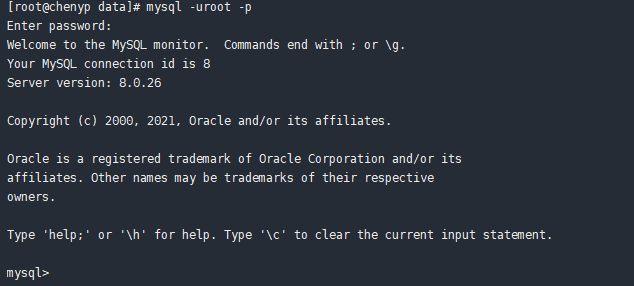 [root@chenyp data]# mysql -uroot -p
Enter password:
Welcome to the MySQL monitor.  Commands end with ; or \g.
Your MySQL connection id is 8
Server version: 8.0.26
Copyright (c) 2000, 2021, Oracle and/or its affiliates.
Oracle is a registered trademark of Oracle Corporation and/or its
affiliates. Other names may be trademarks of their respective
owners.
Type 'help;' or '\h' for help. Type '\c' to clear the current input statement.
mysql>